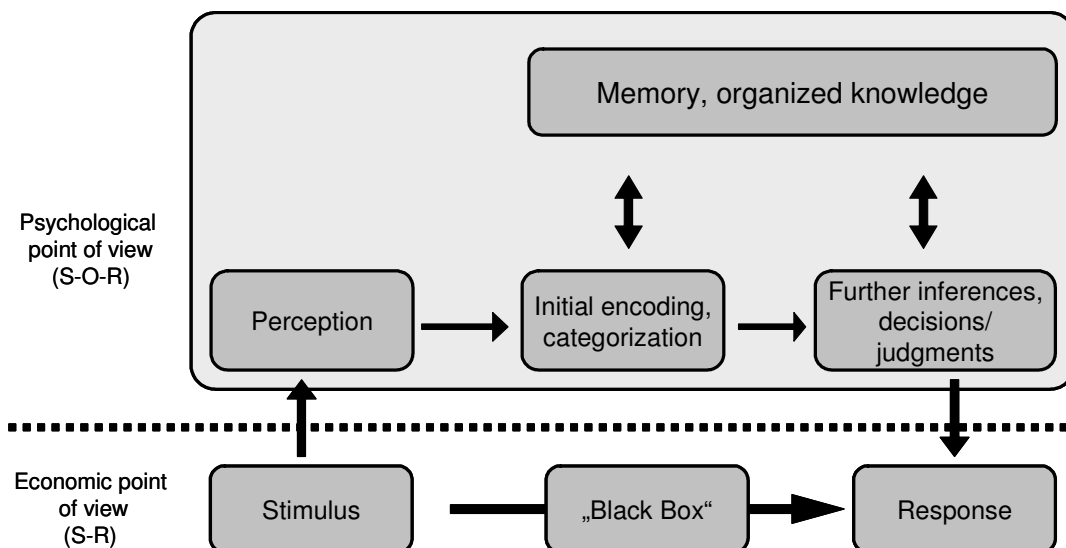 Memory, organized knowledge
Psychological
point of view
(S-O-R)
Perception
Initial encoding,
categorization
Further inferences,
decisions/
judgments
Economic point
of view
(S-R)
Stimulus
„Black Box“
Response